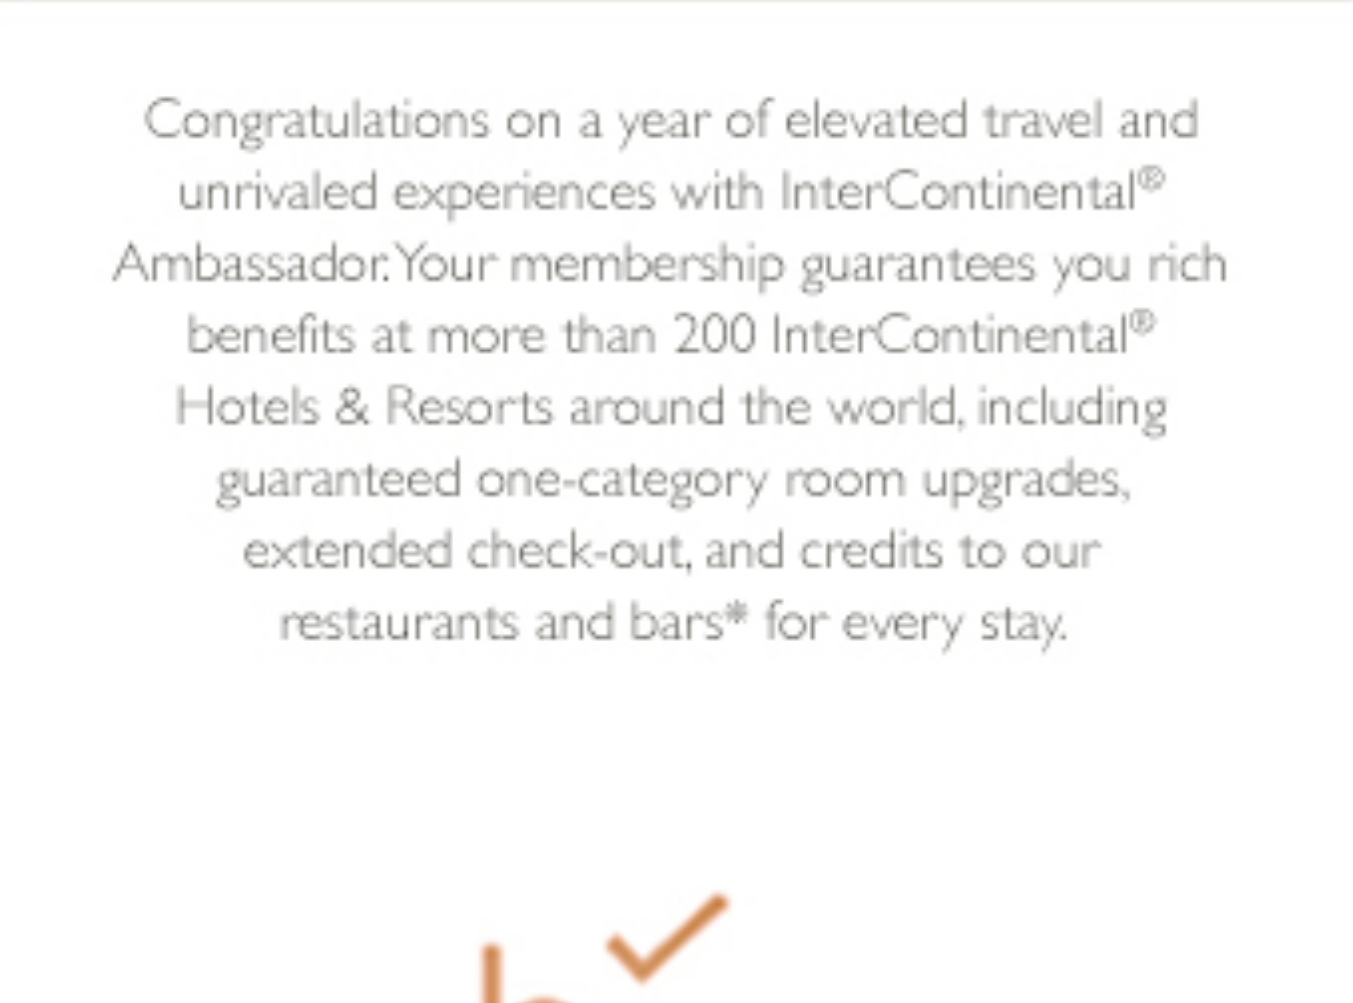 Congratulations on a year of elevated travel and
unrivaled experiences with InterContinental®
Ambassador. Your membership guarantees you rich
benefits at more than 200 InterContinental®
Hotels & Resorts around the world, including
guaranteed one-category room upgrades,
extended check-out, and credits to our
restaurants and bars* for every stay.